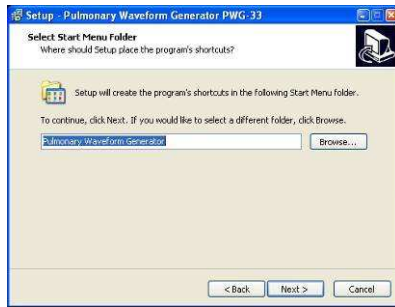 Setup - Pulmonary Waveform Generator PWG-33
Select Start Menu Folder
Where should Setup place the program's shortcuts?
Setup will create the program's shortcuts in the following Start Menu folder.
To continue, click Next. If you would like to select a different folder, click Browse.
Pulmonary Waveform Generator
Browse...
< Back
Next >
Cancel